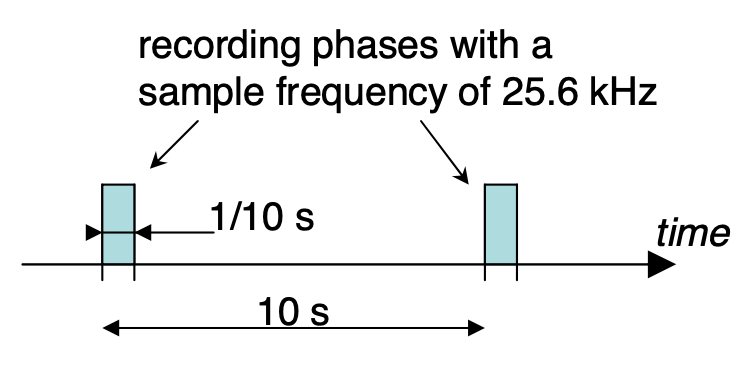 recording phases with a
sample frequency of 25.6 kHz
1/10 s
time
10 s